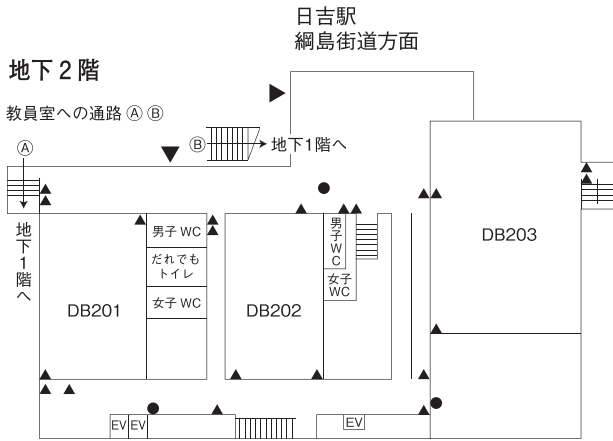 日吉駅
綱島街道方面
地下2階
教員室への通路 Ⓐ Ⓑ
Ⓐ
Ⓑ
地下1階へ
地下1階へ
男子 WC
だれでも
トイレ
女子 WC
男子WC
女子
WC
DB201
DB202
DB203
EV
EV
EV